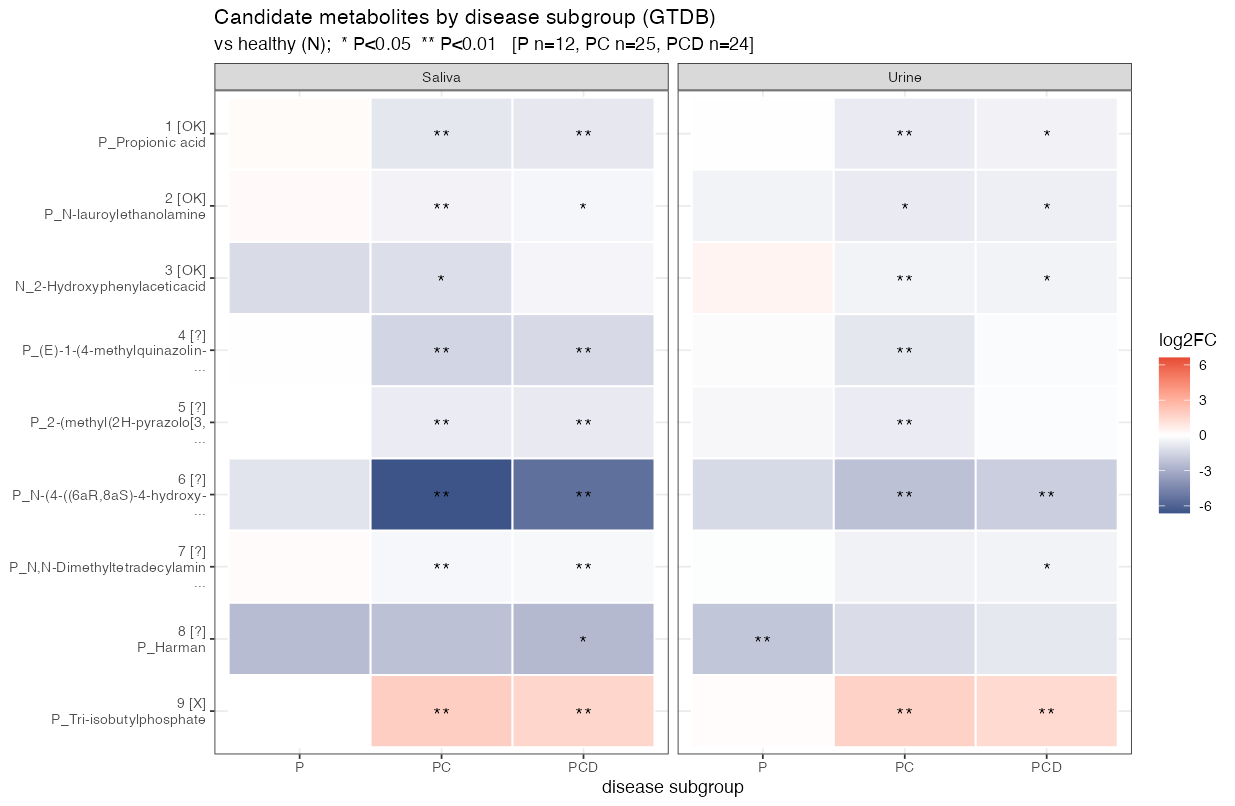 Candidate metabolites by disease subgroup (GTDB)
vs healthy (N);  * P<0.05  ** P<0.01   [P n=12, PC n=25, PCD n=24]
Saliva
Urine
1 [OK]
P_Propionic acid
** ** ** *
2 [OK]
P_N-lauroylethanolamine
** * * *
3 [OK]
N_2-Hydroxyphenylaceticacid
* ** *
4 [?]
P_(E)-1-(4-methylquinazolin-
...
** ** **
5 [?]
P_2-(methyl(2H-pyrazolo[3,
...
** ** **
6 [?]
P_N-(4-((6aR,8aS)-4-hydroxy-
...
** ** ** **
7 [?]
P_N,N-Dimethyltetradecylamin
...
** ** *
8 [?]
P_Harman
* **
9 [X]
P_Tri-isobutylphosphate
** ** ** **
P PC PCD P PC PCD
disease subgroup
log2FC
6
3
0
-3
-6